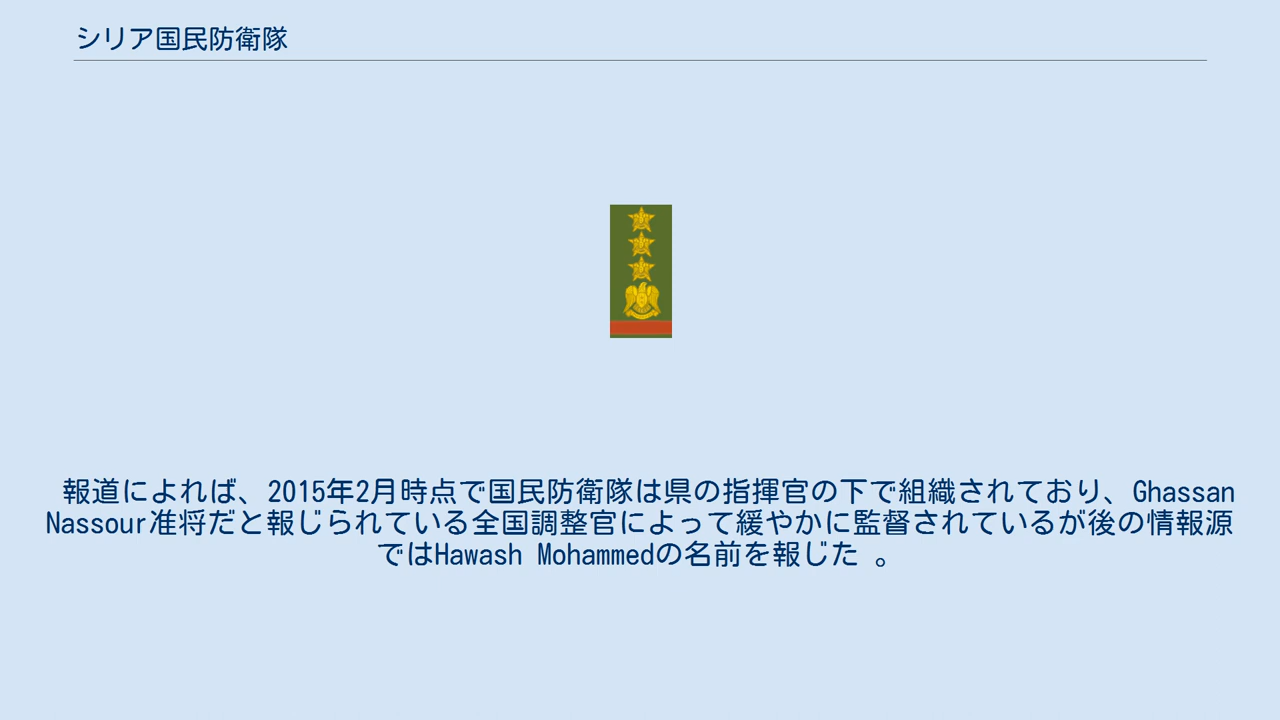 シリア国民防衛隊
報道によれば、2015年2月時点で国民防衛隊は県の指揮官の下で組織されており、Ghassan
Nassour准将だと報じられている全国調整官によって緩やかに監督されているが後の情報源
ではHawash Mohammedの名前を報じた 。